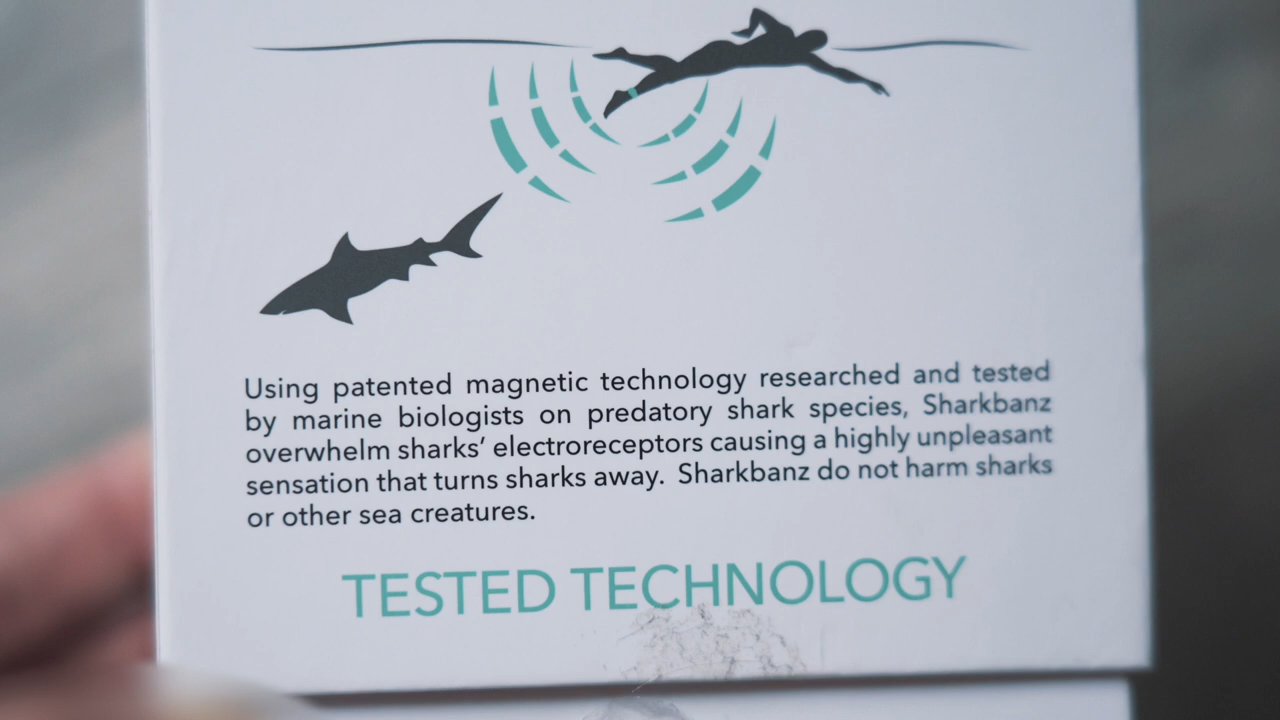 Using patented magnetic technology researched and tested
by marine biologists on predatory shark species, Sharkbanz
overwhelm sharks' electroreceptors causing a highly unpleasant
sensation that turns sharks away. Sharkbanz do not harm sharks
or other sea creatures.
TESTED TECHNOLOGY